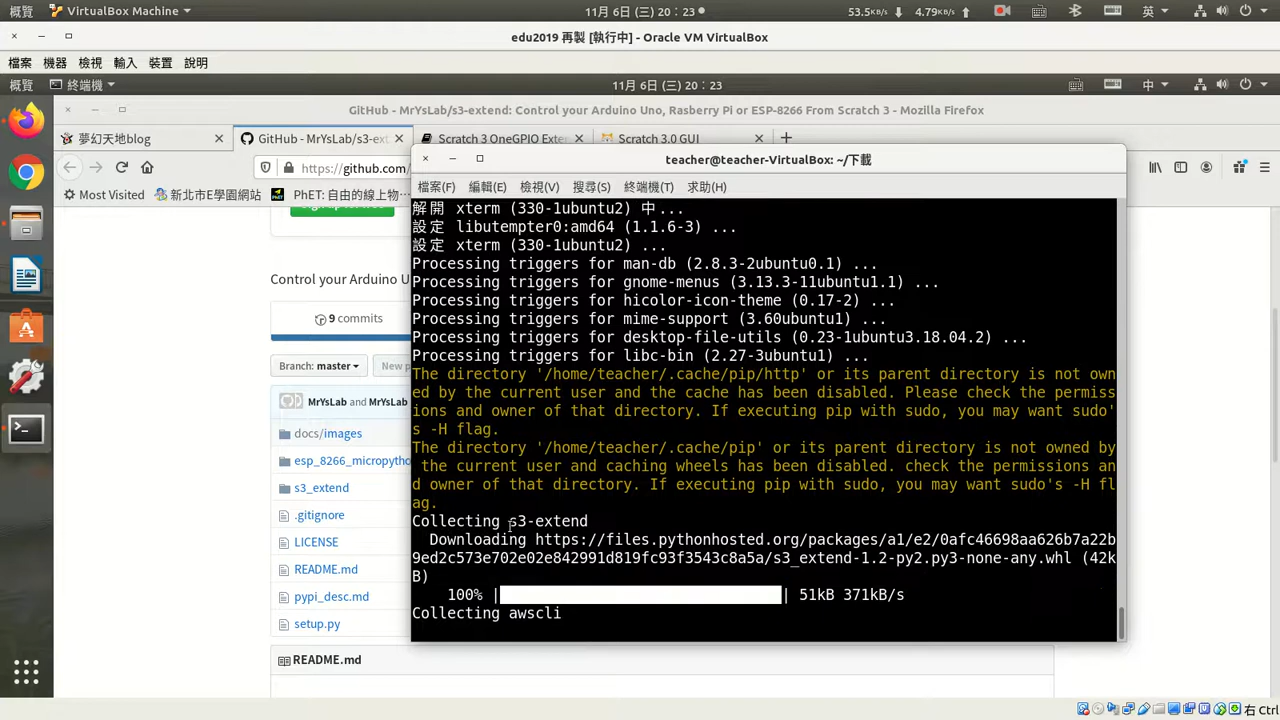 概覽 VirtualBox Machine 11月 6日 (三) 20：23 53.5KB/s 4.79KB/s 英
edu2019 再製 [執行中] - Oracle VM VirtualBox
檔案 機器 檢視 輸入 裝置 說明
概覽 終端機 11月 6日 (三) 20：23 中
GitHub - MrYsLab/s3-extend: Control your Arduino Uno, Rasberry Pi or ESP-8266 From Scratch 3 - Mozilla Firefox
夢幻天地blog GitHub - MrYsLab/s3-ext Scratch 3 OneGPIO Exte Scratch 3.0 GUI
https://github.com/
Most Visited 新北市E學園網站 PhET: 自由的線上物…
teacher@teacher-VirtualBox: ~/下載
檔案(F) 編輯(E) 檢視(V) 搜尋(S) 終端機(T) 求助(H)
解開 xterm (330-1ubuntu2) 中...
設定 libutempter0:amd64 (1.1.6-3) ...
設定 xterm (330-1ubuntu2) ...
Processing triggers for man-db (2.8.3-2ubuntu0.1) ...
Processing triggers for gnome-menus (3.13.3-11ubuntu1.1) ...
Processing triggers for hicolor-icon-theme (0.17-2) ...
Processing triggers for mime-support (3.60ubuntu1) ...
Processing triggers for desktop-file-utils (0.23-1ubuntu3.18.04.2) ...
Processing triggers for libc-bin (2.27-3ubuntu1) ...
The directory '/home/teacher/.cache/pip/http' or its parent directory is not own
ed by the current user and the cache has been disabled. Please check the permiss
ions and owner of that directory. If executing pip with sudo, you may want sudo'
s -H flag.
The directory '/home/teacher/.cache/pip' or its parent directory is not owned by
the current user and caching wheels has been disabled. check the permissions an
d owner of that directory. If executing pip with sudo, you may want sudo's -H fl
ag.
Collecting s3-extend
Downloading https://files.pythonhosted.org/packages/a1/e2/0afc46698aa626b7a22b
9ed2c573e702e02e842991d819fc93f3543c8a5a/s3_extend-1.2-py2.py3-none-any.whl (42k
B)
100% | | 51kB 371kB/s
Collecting awscli
Control your Arduino U
9 commits
Branch: master New p
MrYsLab and MrYsLab
docs/images
esp_8266_micropytho
s3_extend
.gitignore
LICENSE
README.md
pypi_desc.md
setup.py
README.md
右 Ctrl